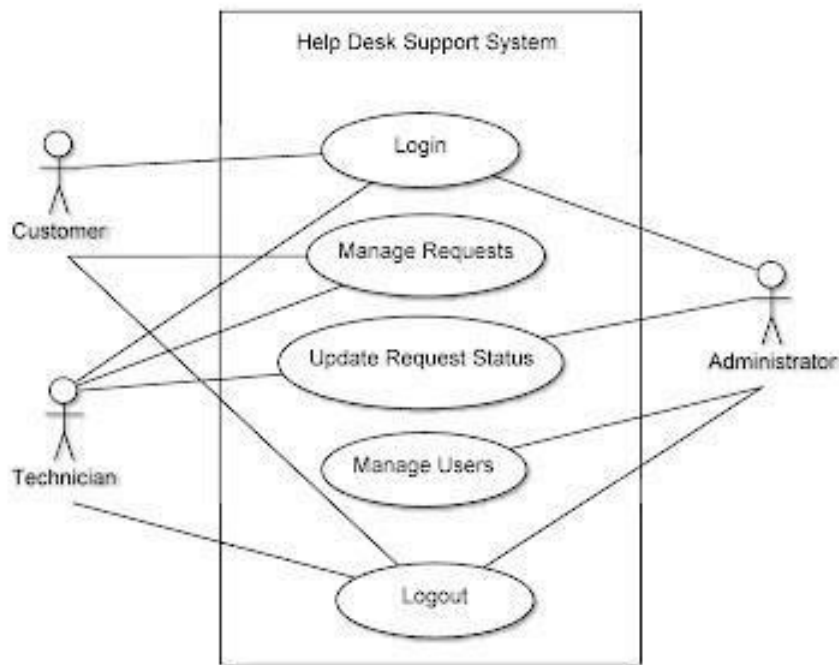 Help Desk Support System
Login
Customer
Manage Requests
Update Request Status
Administrator
Manage Users
Technician
Logout